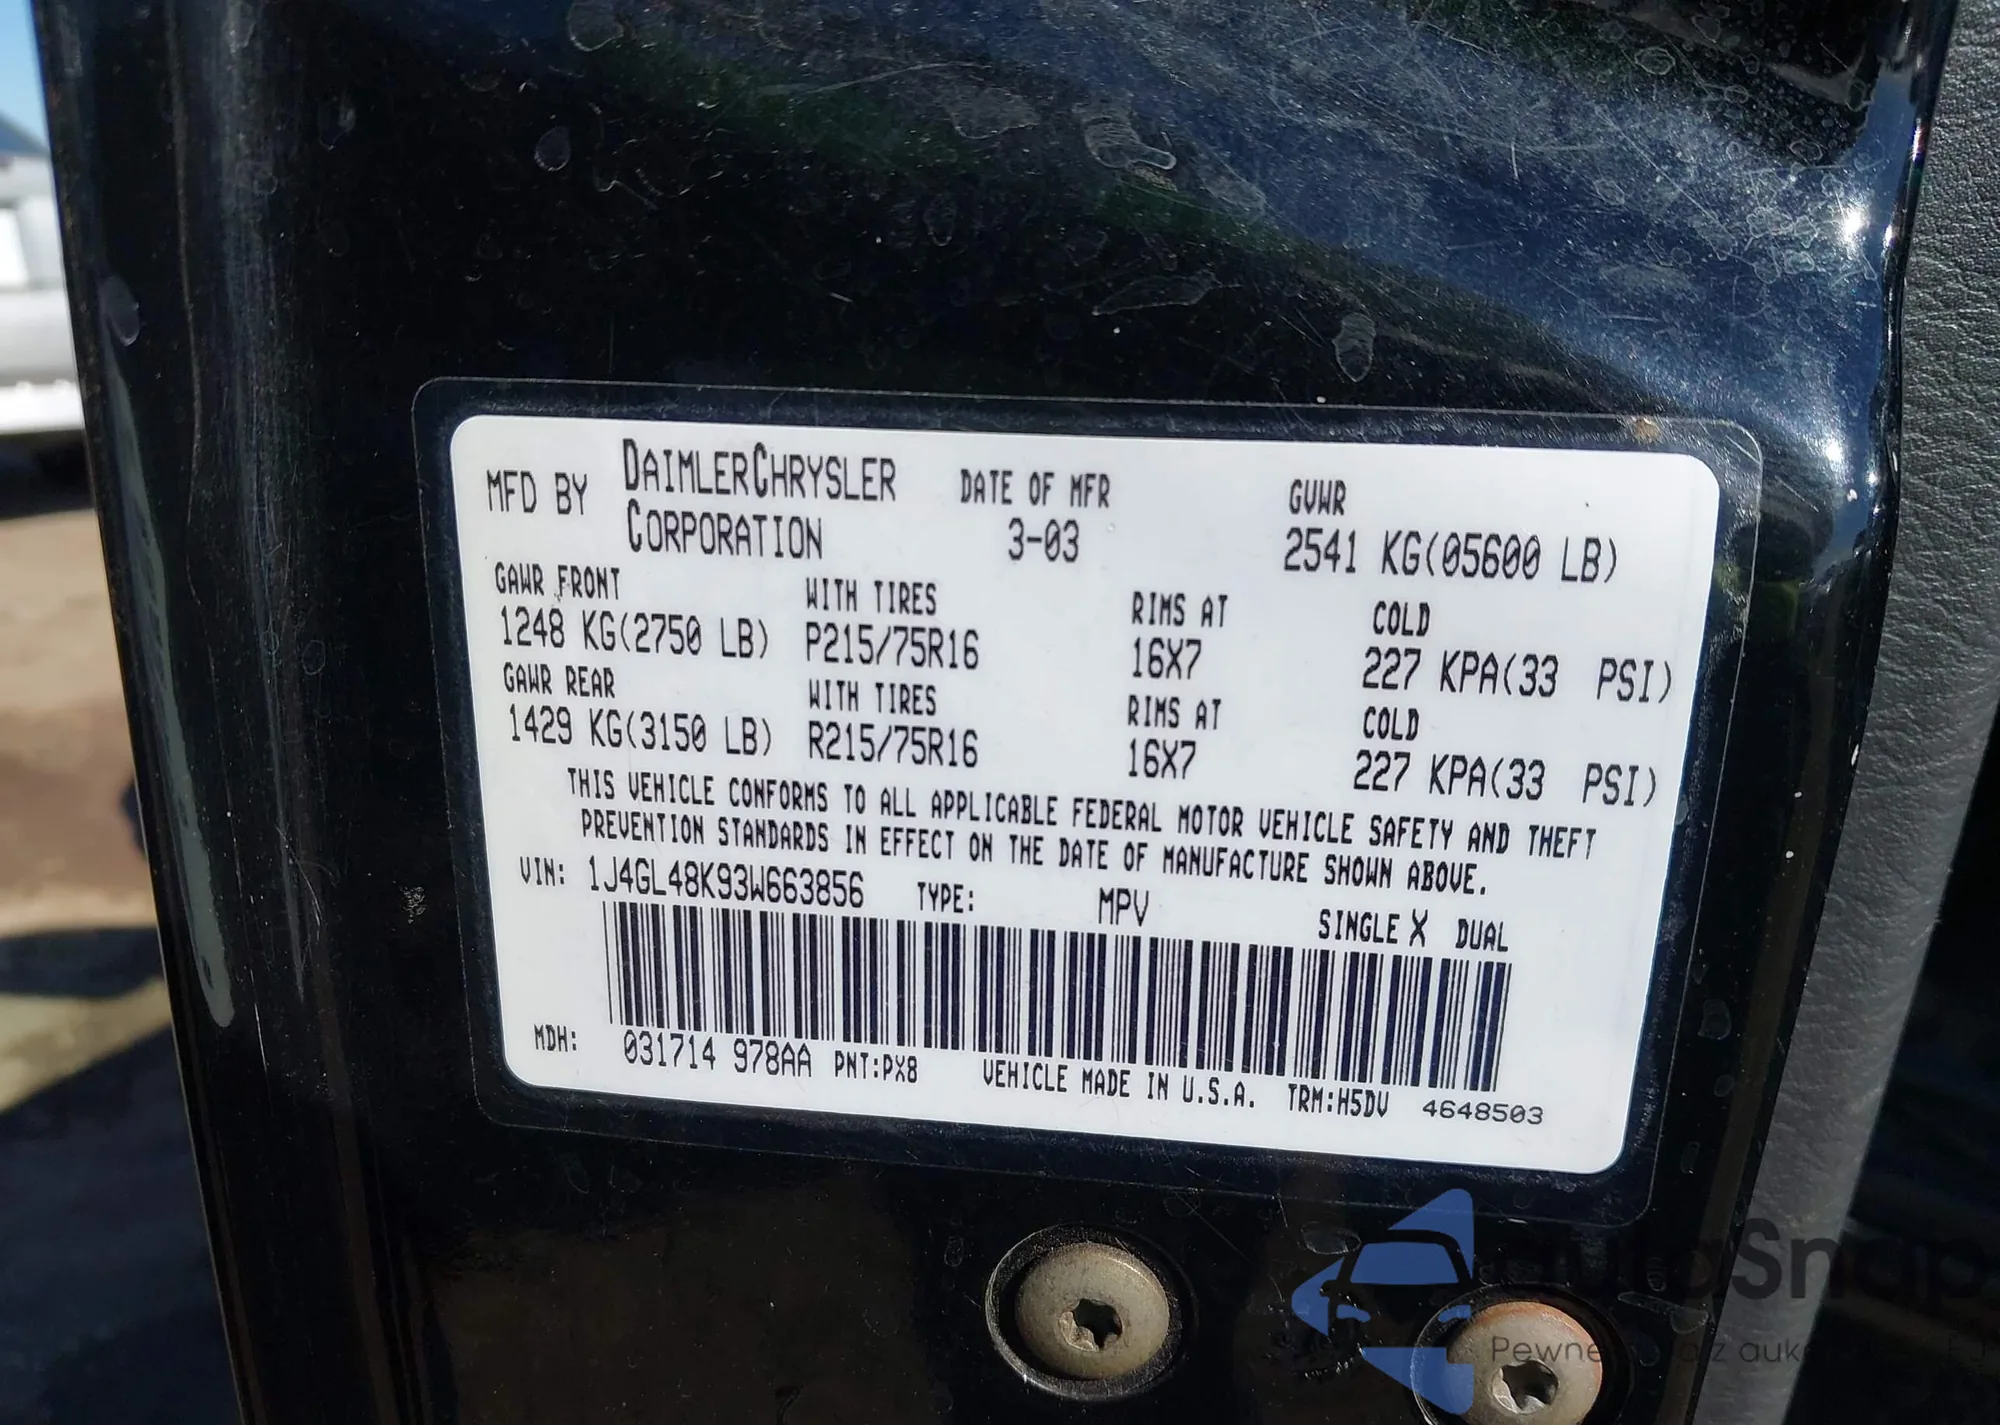 MFD BY DAIMLERCHRYSLER CORPORATION DATE OF MFR 3-03 GVWR 2541 KG(05600 LB)
GAWR FRONT WITH TIRES RIMS AT COLD
1248 KG(2750 LB) P215/75R16 16X7 227 KPA(33 PSI)
GAWR REAR WITH TIRES RIMS AT COLD
1429 KG(3150 LB) R215/75R16 16X7 227 KPA(33 PSI)
THIS VEHICLE CONFORMS TO ALL APPLICABLE FEDERAL MOTOR VEHICLE SAFETY AND THEFT
PREVENTION STANDARDS IN EFFECT ON THE DATE OF MANUFACTURE SHOWN ABOVE.
VIN: 1J4GL48K93W663856 TYPE: MPV SINGLE X DUAL
MDH: 031714 978AA PNT:PX8 VEHICLE MADE IN U.S.A. TRM:H5DV 4648503
autoSnap
Pewne z